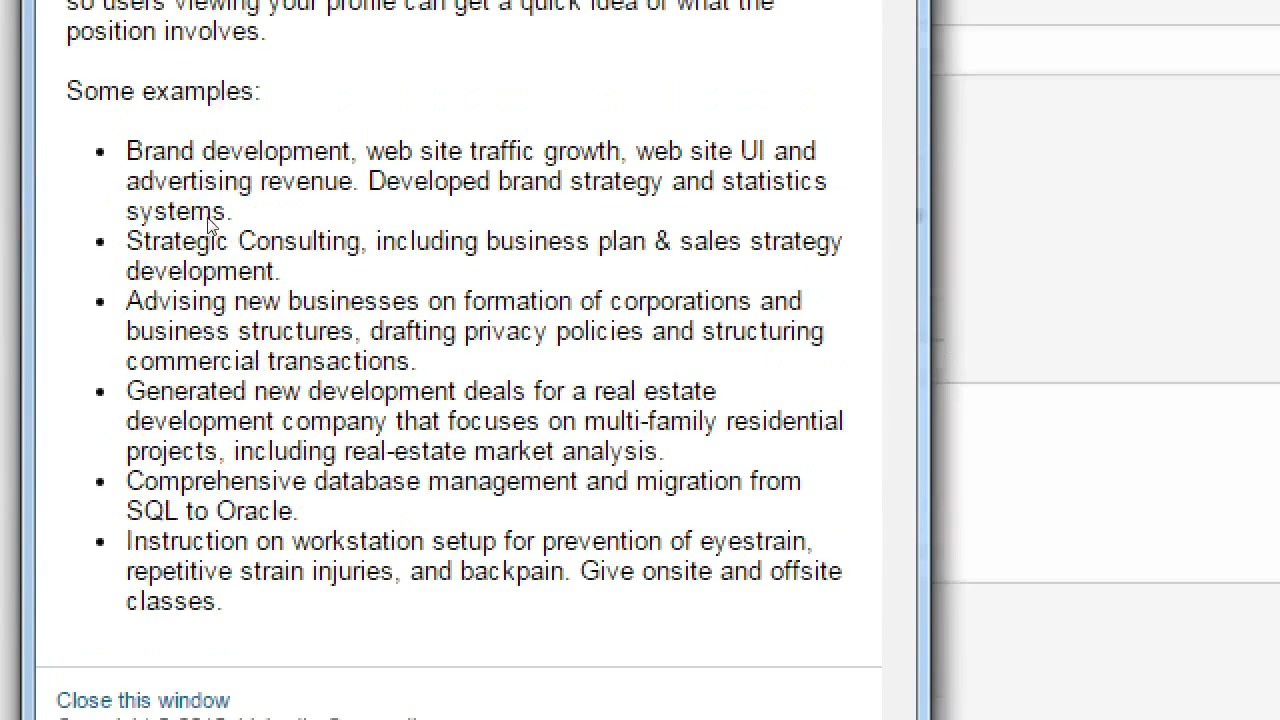 so users viewing your profile can get a quick idea of what the
position involves.
Some examples:
Brand development, web site traffic growth, web site UI and
advertising revenue. Developed brand strategy and statistics
systems.
Strategic Consulting, including business plan & sales strategy
development.
Advising new businesses on formation of corporations and
business structures, drafting privacy policies and structuring
commercial transactions.
Generated new development deals for a real estate
development company that focuses on multi-family residential
projects, including real-estate market analysis.
Comprehensive database management and migration from
SQL to Oracle.
Instruction on workstation setup for prevention of eyestrain,
repetitive strain injuries, and backpain. Give onsite and offsite
classes.
Close this window